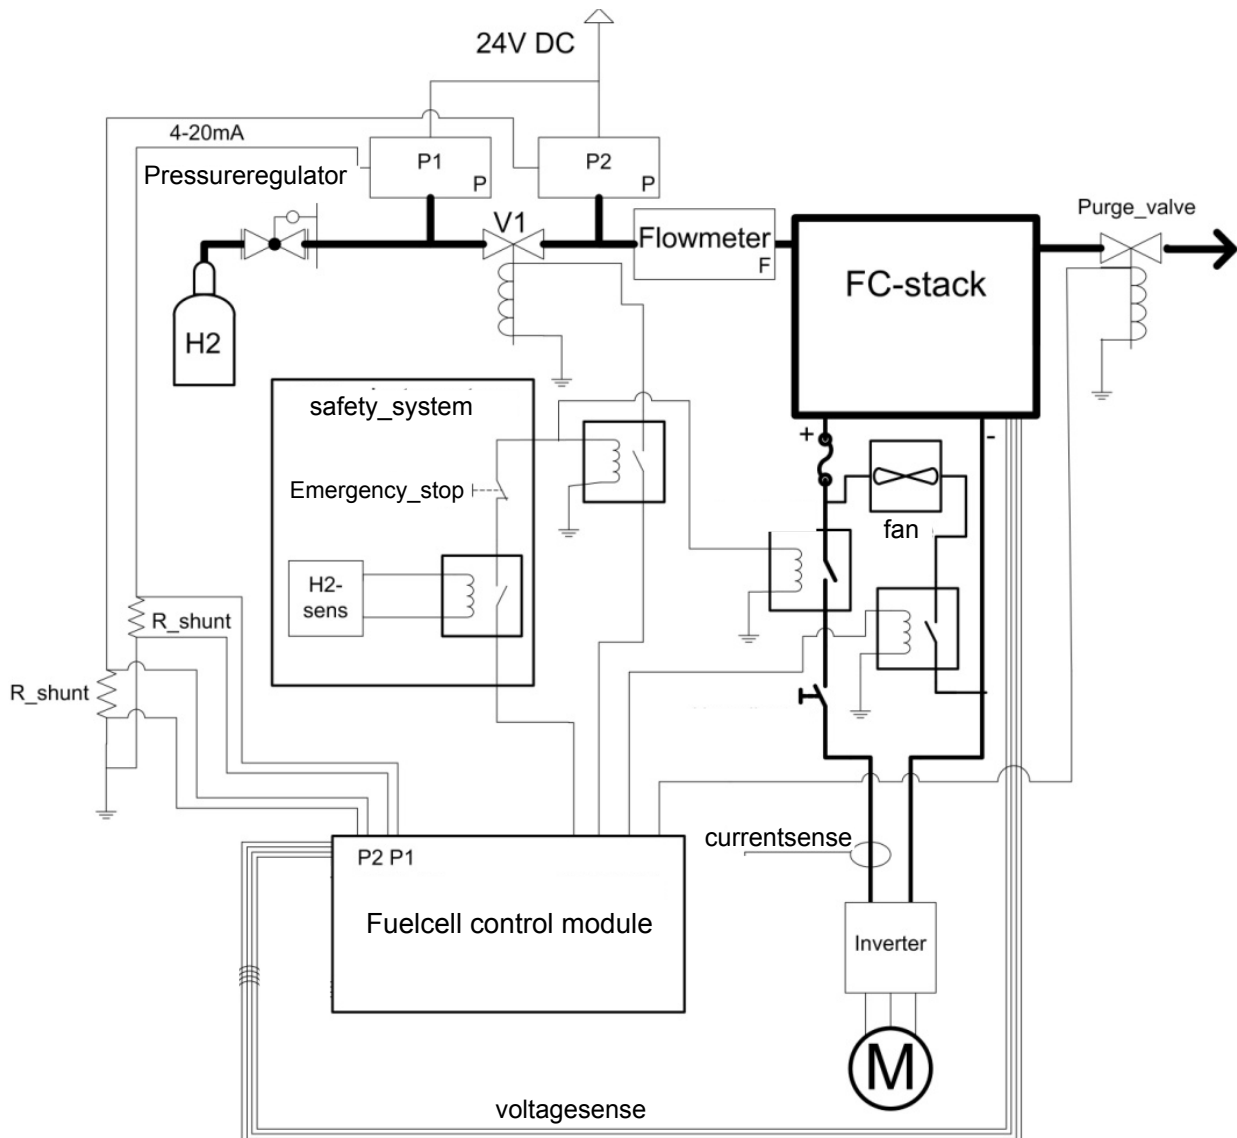 24V DC
4-20mA
P1
P
P2
P
Pressureregulator
V1
Flowmeter
F
Purge_valve
FC-stack
H2
safety_system
Emergency_stop
H2-
sens
+
-
fan
R_shunt
R_shunt
currentsense
P2 P1
Fuelcell control module
Inverter
M
voltagesense